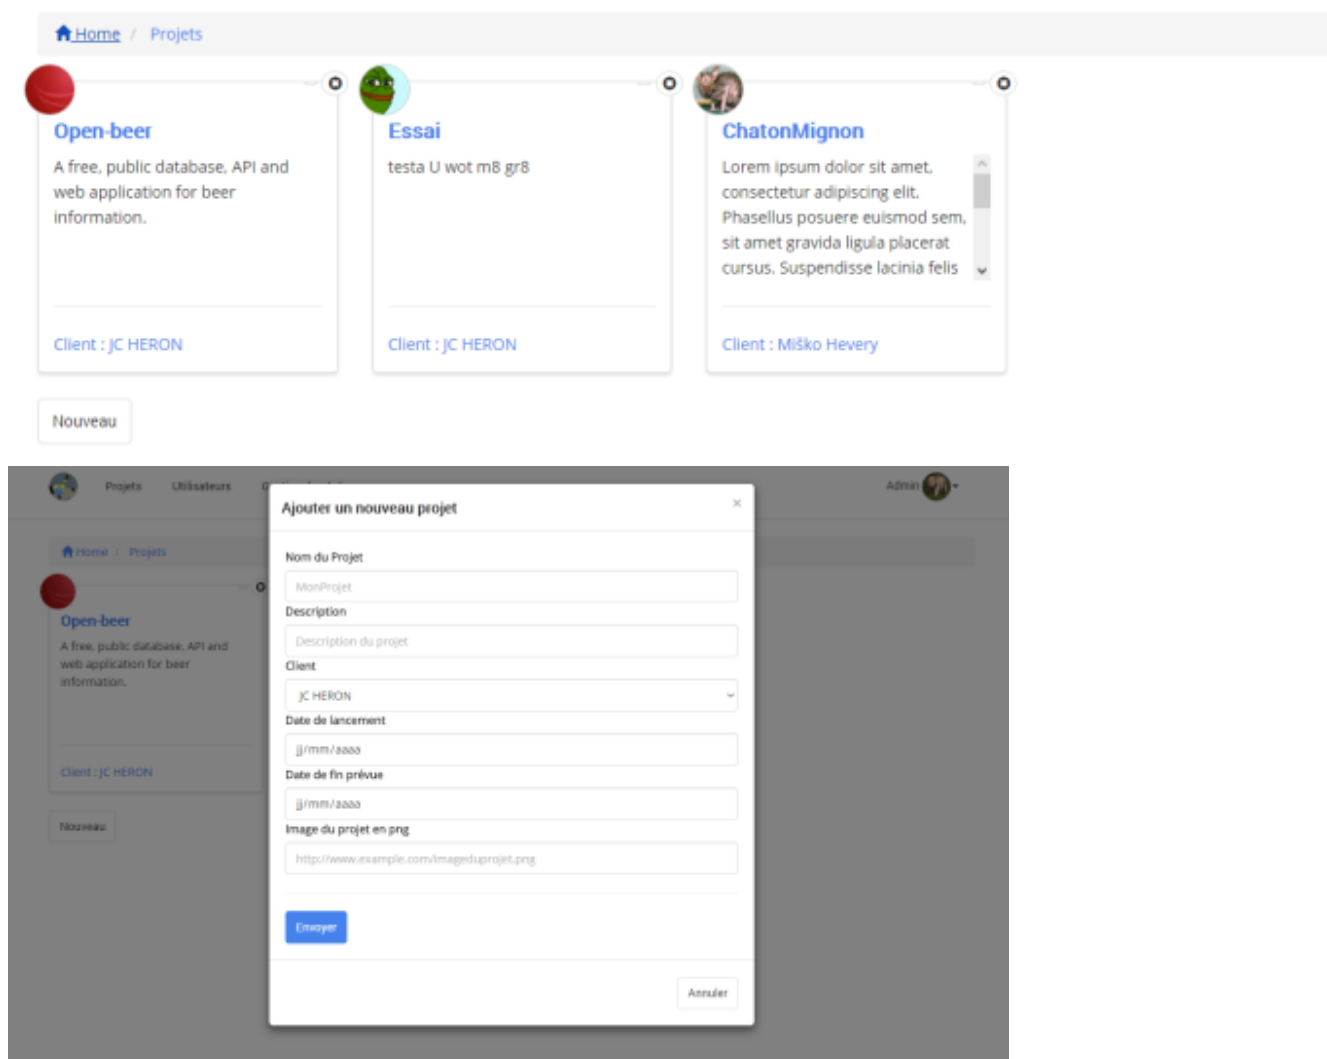 Home / Projets
Open-beer
A free, public database, API and
web application for beer
information.
Client : JC HERON
Essai
testa U wot m8 gr8
Client : JC HERON
ChatonMignon
Lorem ipsum dolor sit amet,
consectetur adipiscing elit.
Phasellus posuere euismod sem,
sit amet gravida ligula placerat
cursus. Suspendisse lacinia felis
Client : Miško Hevery
Nouveau
Projets Utilisateurs
Admin
Home / Projets
Open-beer
A free, public database, API and
web application for beer
information.
Client : JC HERON
Nouveau
Ajouter un nouveau projet ×
Nom du Projet
MonProjet
Description
Description du projet
Client
JC HERON
Date de lancement
jj/mm/aaaa
Date de fin prévue
jj/mm/aaaa
Image du projet en png
http://www.example.com/imageduprojet.png
Envoyer
Annuler